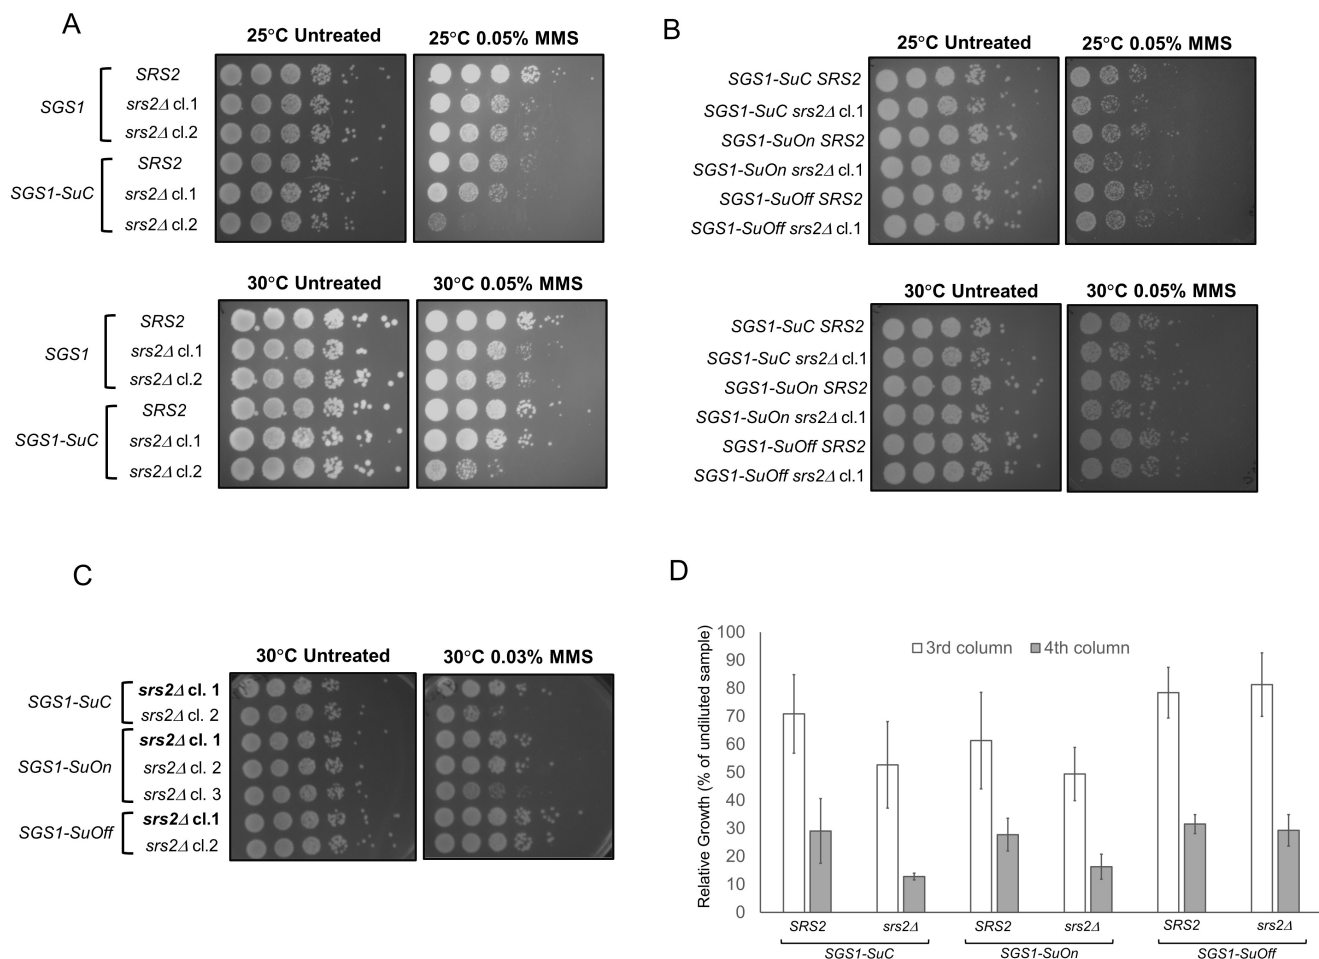 A
25°C Untreated
25°C 0.05% MMS
SGS1
SRS2
srs2Δ cl.1
srs2Δ cl.2
SGS1-SuC
SRS2
srs2Δ cl.1
srs2Δ cl.2
30°C Untreated
30°C 0.05% MMS
SGS1
SRS2
srs2Δ cl.1
srs2Δ cl.2
SGS1-SuC
SRS2
srs2Δ cl.1
srs2Δ cl.2
B
25°C Untreated
25°C 0.05% MMS
SGS1-SuC SRS2
SGS1-SuC srs2Δ cl.1
SGS1-SuOn SRS2
SGS1-SuOn srs2Δ cl.1
SGS1-SuOff SRS2
SGS1-SuOff srs2Δ cl.1
30°C Untreated
30°C 0.05% MMS
SGS1-SuC SRS2
SGS1-SuC srs2Δ cl.1
SGS1-SuOn SRS2
SGS1-SuOn srs2Δ cl.1
SGS1-SuOff SRS2
SGS1-SuOff srs2Δ cl.1
C
30°C Untreated
30°C 0.03% MMS
SGS1-SuC
srs2Δ cl. 1
srs2Δ cl. 2
SGS1-SuOn
srs2Δ cl. 1
srs2Δ cl. 2
srs2Δ cl. 3
SGS1-SuOff
srs2Δ cl.1
srs2Δ cl.2
D
Relative Growth (% of undiluted sample)
100
90
80
70
60
50
40
30
20
10
0
3rd column
4th column
SRS2
srs2Δ
SRS2
srs2Δ
SRS2
srs2Δ
SGS1-SuC
SGS1-SuOn
SGS1-SuOff